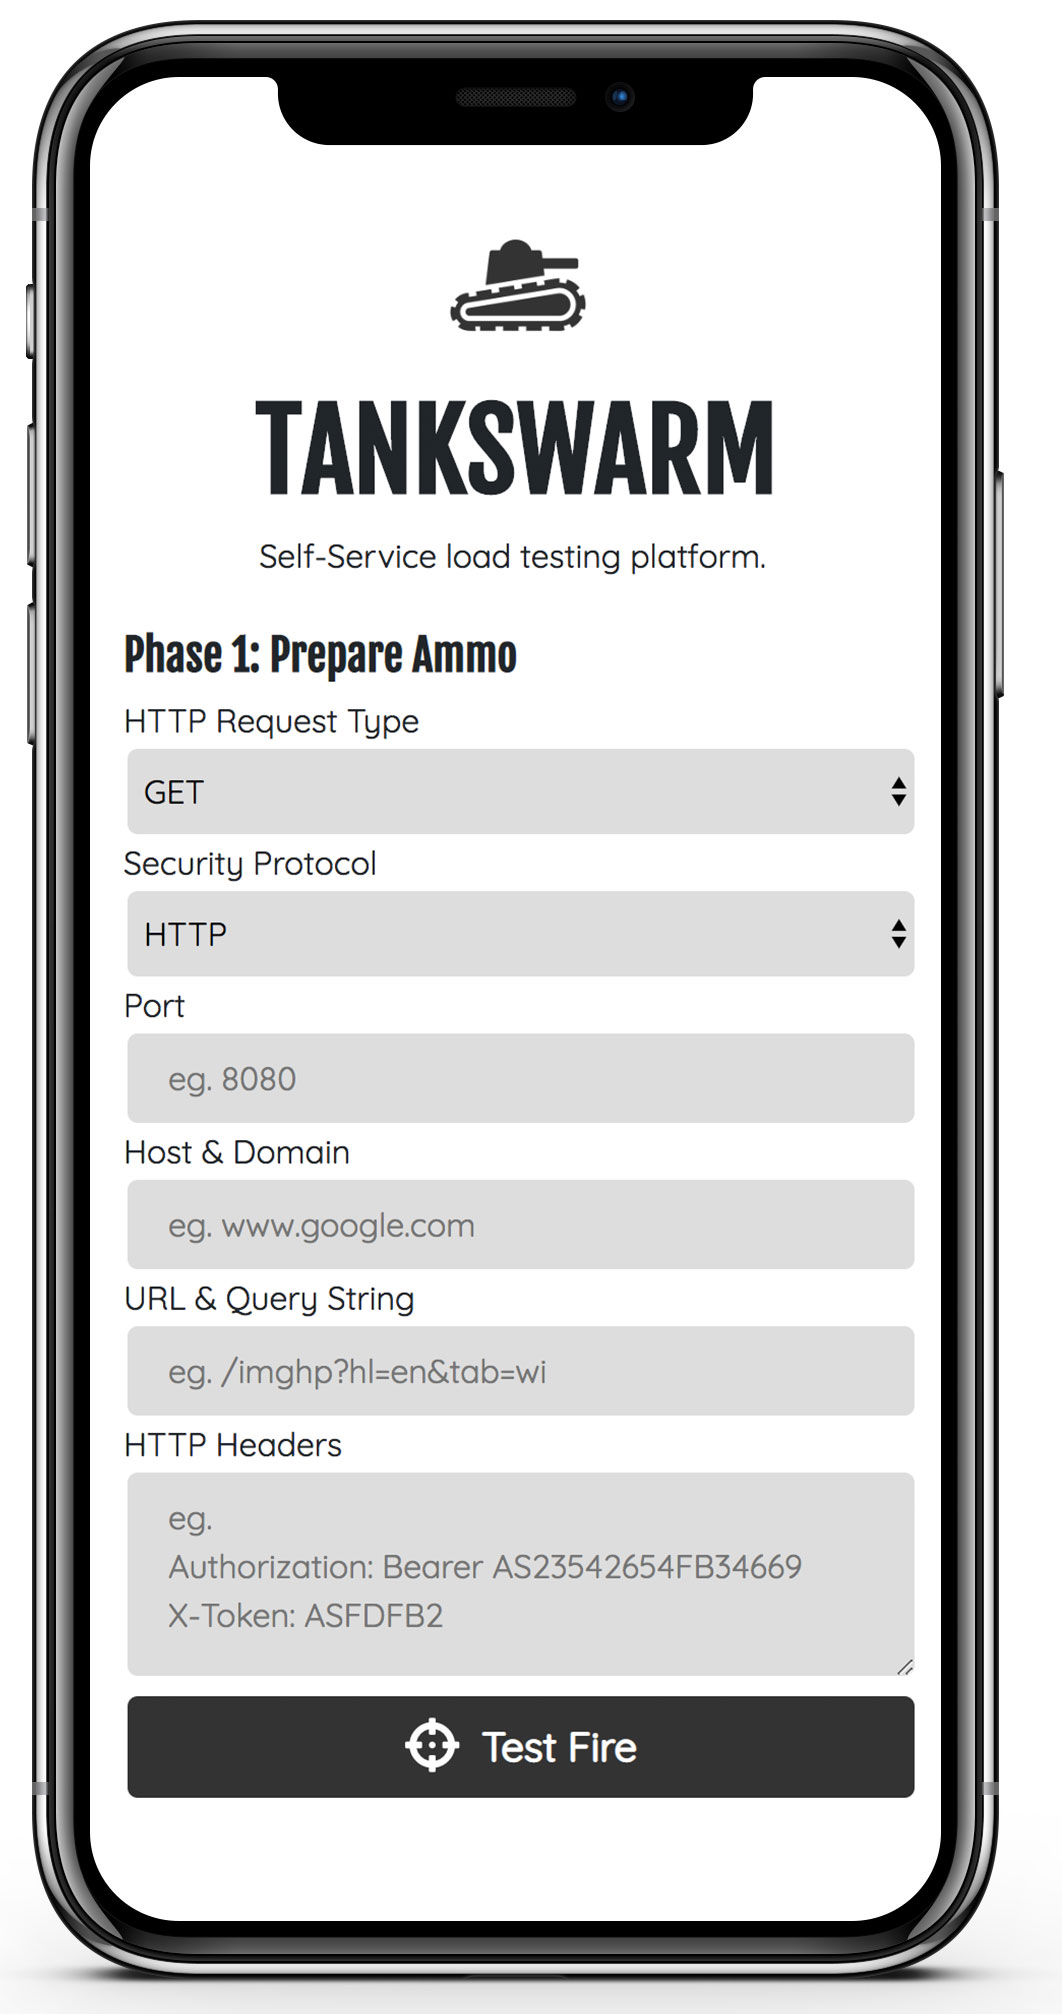 TANKSWARM
Self-Service load testing platform.
Phase 1: Prepare Ammo
HTTP Request Type
GET
Security Protocol
HTTP
Port
eg. 8080
Host & Domain
eg. www.google.com
URL & Query String
eg. /imghp?hl=en&tab=wi
HTTP Headers
eg.
Authorization: Bearer AS23542654FB34669
X-Token: ASFDFB2
Test Fire